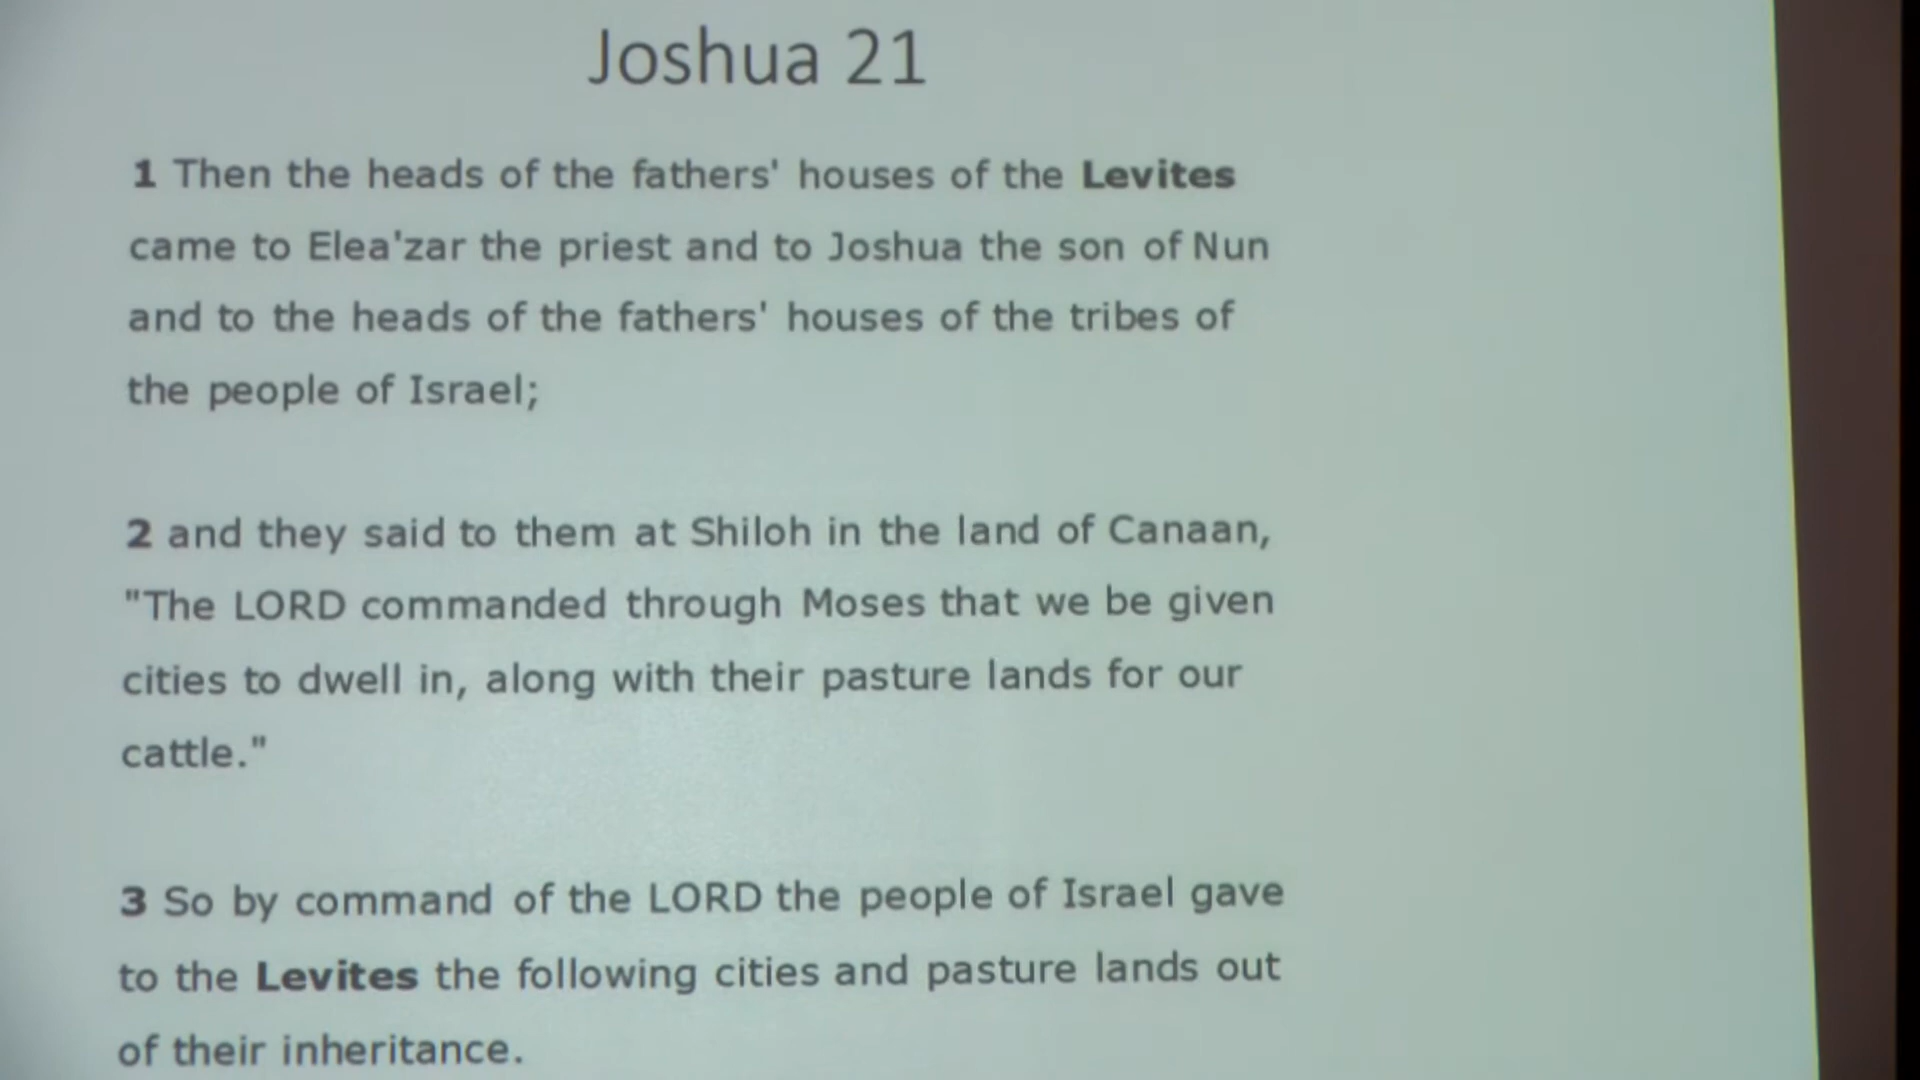 Joshua 21
1 Then the heads of the fathers' houses of the Levites
came to Elea'zar the priest and to Joshua the son of Nun
and to the heads of the fathers' houses of the tribes of
the people of Israel;
2 and they said to them at Shiloh in the land of Canaan,
"The LORD commanded through Moses that we be given
cities to dwell in, along with their pasture lands for our
cattle."
3 So by command of the LORD the people of Israel gave
to the Levites the following cities and pasture lands out
of their inheritance.